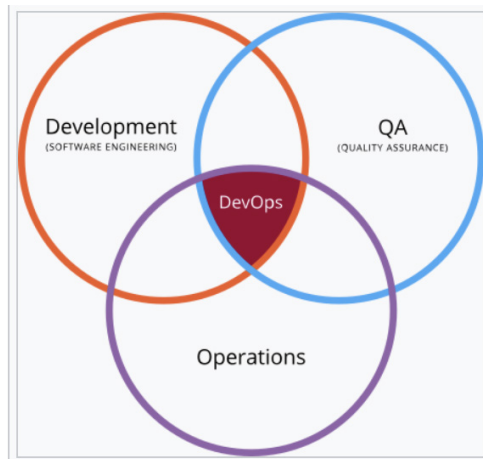 Development
(SOFTWARE ENGINEERING)
QA
(QUALITY ASSURANCE)
DevOps
Operations